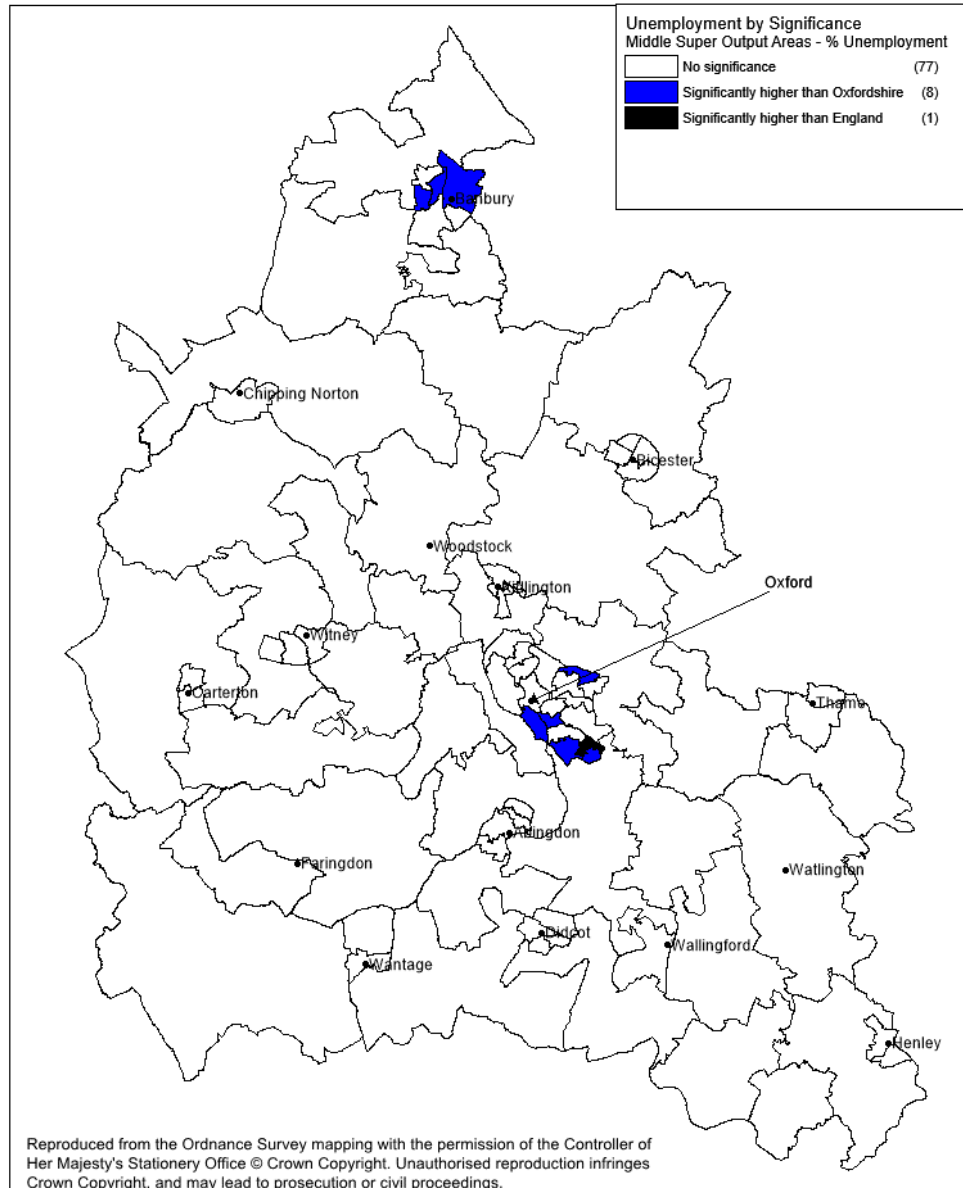 Unemployment by Significance
Middle Super Output Areas - % Unemployment
No significance (77)
Significantly higher than Oxfordshire (8)
Significantly higher than England (1)
Banbury
Chipping Norton
Bicester
Woodstock
Kidlington
Oxford
Witney
Carterton
Thame
Abingdon
Faringdon
Watlington
Didcot
Wallingford
Wantage
Henley
Reproduced from the Ordnance Survey mapping with the permission of the Controller of
Her Majesty's Stationery Office © Crown Copyright. Unauthorised reproduction infringes
Crown Copyright, and may lead to prosecution or civil proceedings.